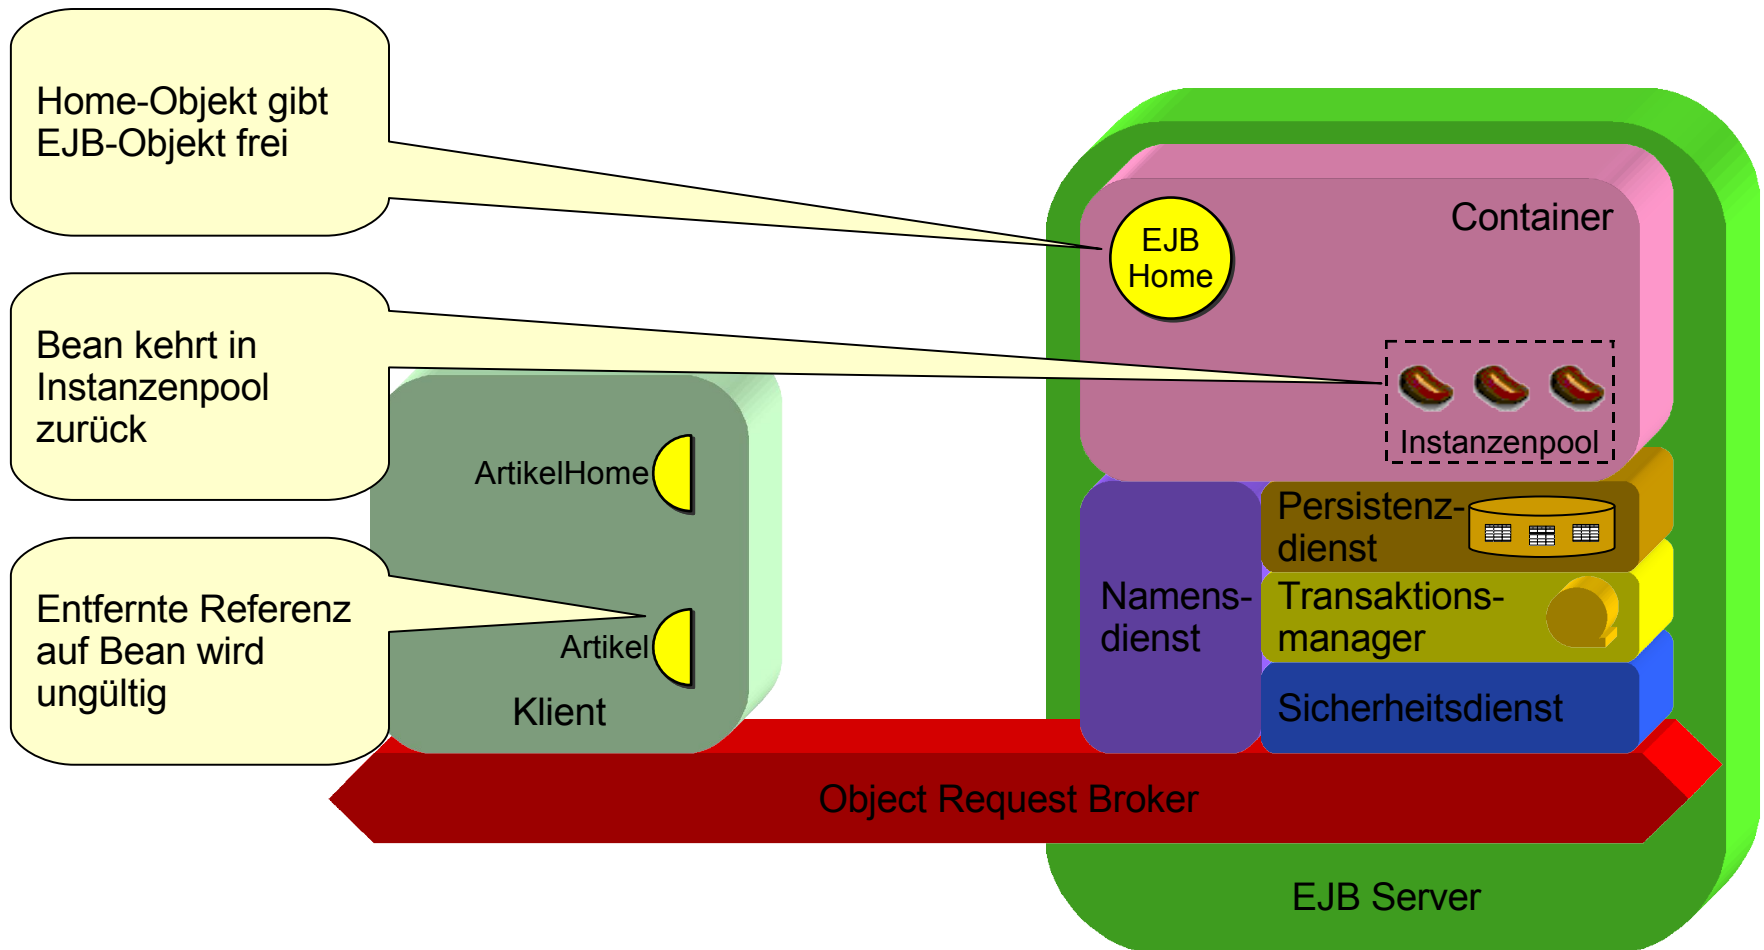 Home-Objekt gibt
EJB-Objekt frei
Bean kehrt in
Instanzenpool
zurück
Entfernte Referenz
auf Bean wird
ungültig
ArtikelHome
Artikel
Klient
Container
EJB
Home
Instanzenpool
Namens-
dienst
Persistenz-
dienst
Transaktions-
manager
Sicherheitsdienst
Object Request Broker
EJB Server